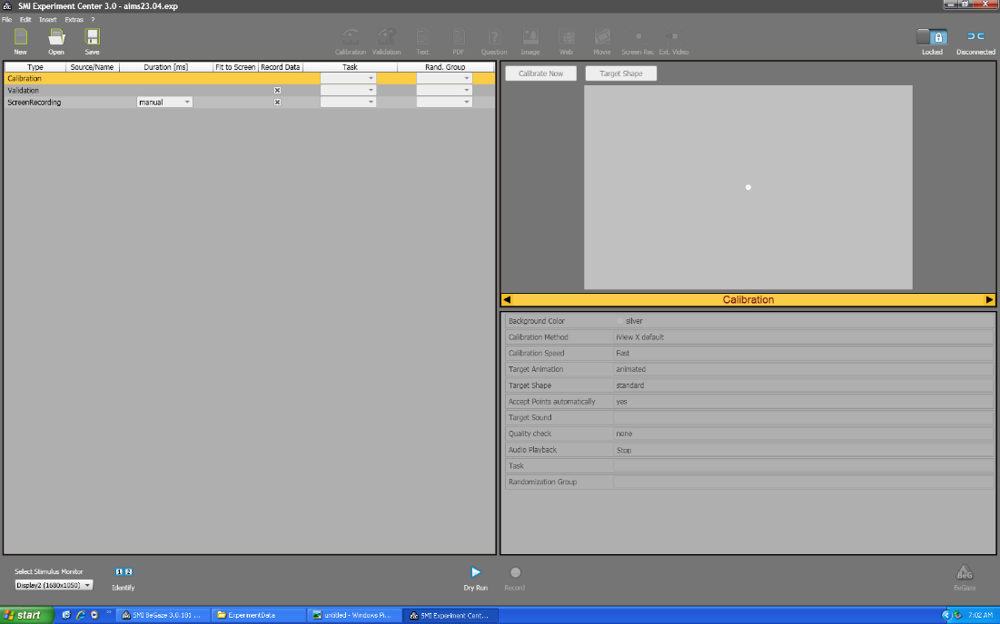 SMI Experiment Center 3.0 - aims23.04.exp
File Edit Insert Extras ?
New Open Save Calibration Validation Text PDF Question Image Web Movie Screen Rec Ext. Video Locked Disconnected
Type Source/Name Duration [ms] Fit to Screen Record Data Task Rand. Group
Calibration
Validation
ScreenRecording manual
Calibrate Now Target Shape
Calibration
Background Color silver
Calibration Method iView X default
Calibration Speed Fast
Target Animation animated
Target Shape standard
Accept Points automatically yes
Target Sound
Quality check none
Audio Playback Stop
Task
Randomization Group
Select Stimulus Monitor
Display2 (1680x1050)
1 2
Identify
Dry Run
Record
BeG
BeGaze
start
SMI BeGaze 3.0.181 ...
ExperimentData
untitled - Windows Pi...
SMI Experiment Cent...
7:02 AM